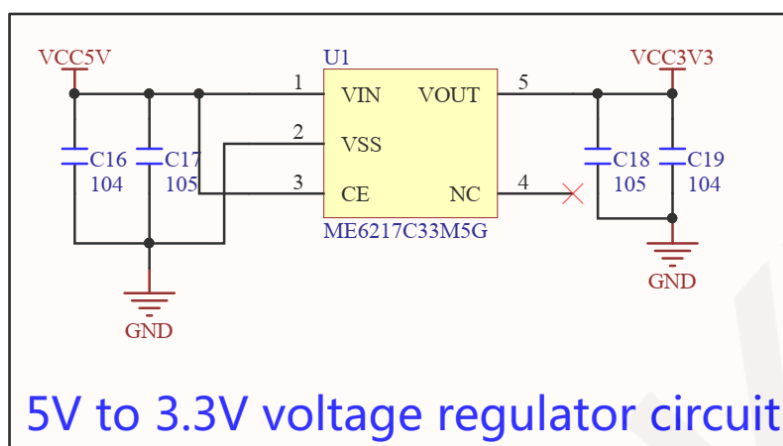 VCC5V
U1
VCC3V3
1
VIN
VOUT
5
C16
104
C17
105
2
VSS
C18
105
C19
104
3
CE
NC
4
ME6217C33M5G
GND
GND
5V to 3.3V voltage regulator circuit